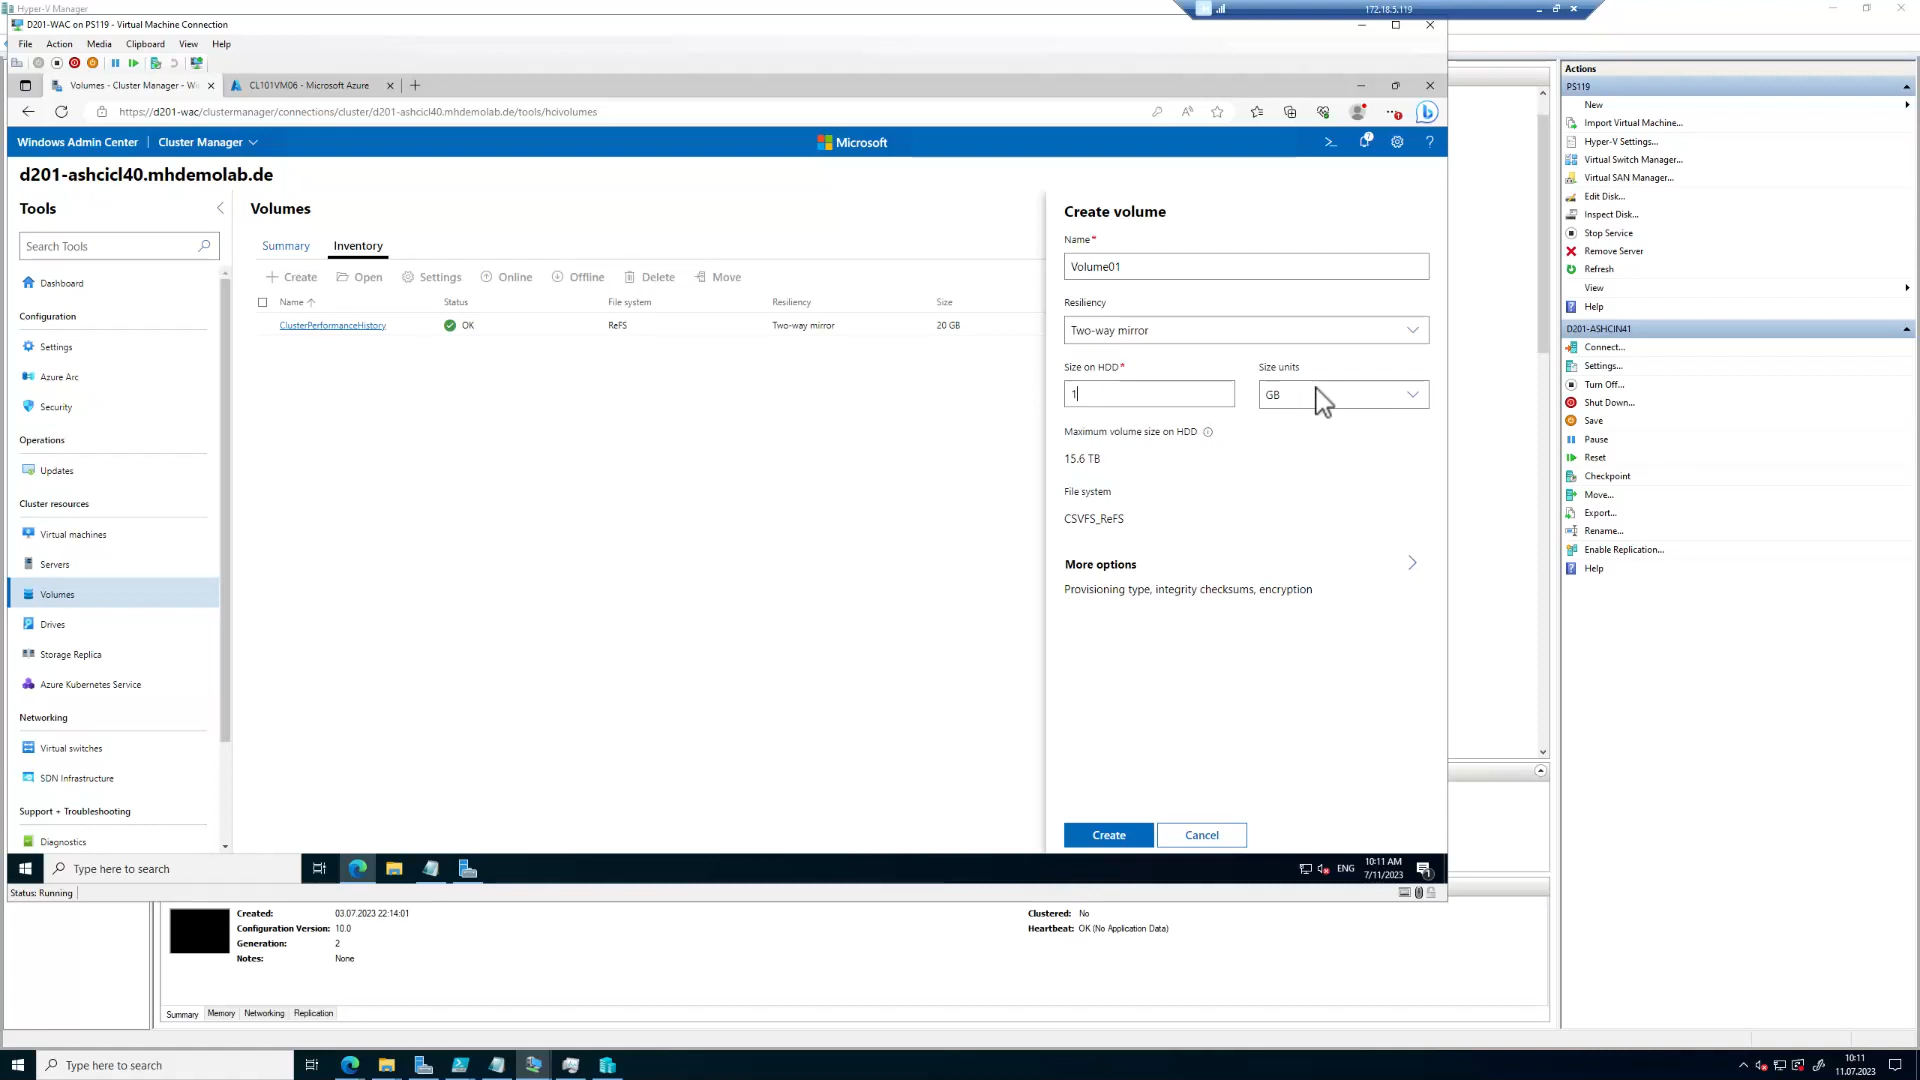 Hyper-V Manager
172.18.5.119
D201-WAC on PS119 - Virtual Machine Connection
File Action Media Clipboard View Help
Volumes - Cluster Manager - Wi
CL101VM06 - Microsoft Azure
https://d201-wac/clustermanager/connections/cluster/d201-ashcicl40.mhdemolab.de/tools/hcivolumes
Windows Admin Center
Cluster Manager
Microsoft
d201-ashcicl40.mhdemolab.de
Tools
Search Tools
Dashboard
Configuration
Settings
Azure Arc
Security
Operations
Updates
Cluster resources
Virtual machines
Servers
Volumes
Drives
Storage Replica
Azure Kubernetes Service
Networking
Virtual switches
SDN Infrastructure
Support + Troubleshooting
Diagnostics
Volumes
Summary Inventory
Create Open Settings Online Offline Delete Move
Name Status File system Resiliency Size
ClusterPerformanceHistory OK ReFS Two-way mirror 20 GB
Create volume
Name*
Volume01
Resiliency
Two-way mirror
Size on HDD* Size units
1 GB
Maximum volume size on HDD
15.6 TB
File system
CSVFS_ReFS
More options
Provisioning type, integrity checksums, encryption
Create Cancel
Type here to search
ENG
10:11 AM
7/11/2023
Status: Running
Created: 03.07.2023 22:14:01
Configuration Version: 10.0
Generation: 2
Notes: None
Clustered: No
Heartbeat: OK (No Application Data)
Summary Memory Networking Replication
Actions
PS119
New
Import Virtual Machine...
Hyper-V Settings...
Virtual Switch Manager...
Virtual SAN Manager...
Edit Disk...
Inspect Disk...
Stop Service
Remove Server
Refresh
View
Help
D201-ASHCIN41
Connect...
Settings...
Turn Off...
Shut Down...
Save
Pause
Reset
Checkpoint
Move...
Export...
Rename...
Enable Replication...
Help
Type here to search
10:11
11.07.2023